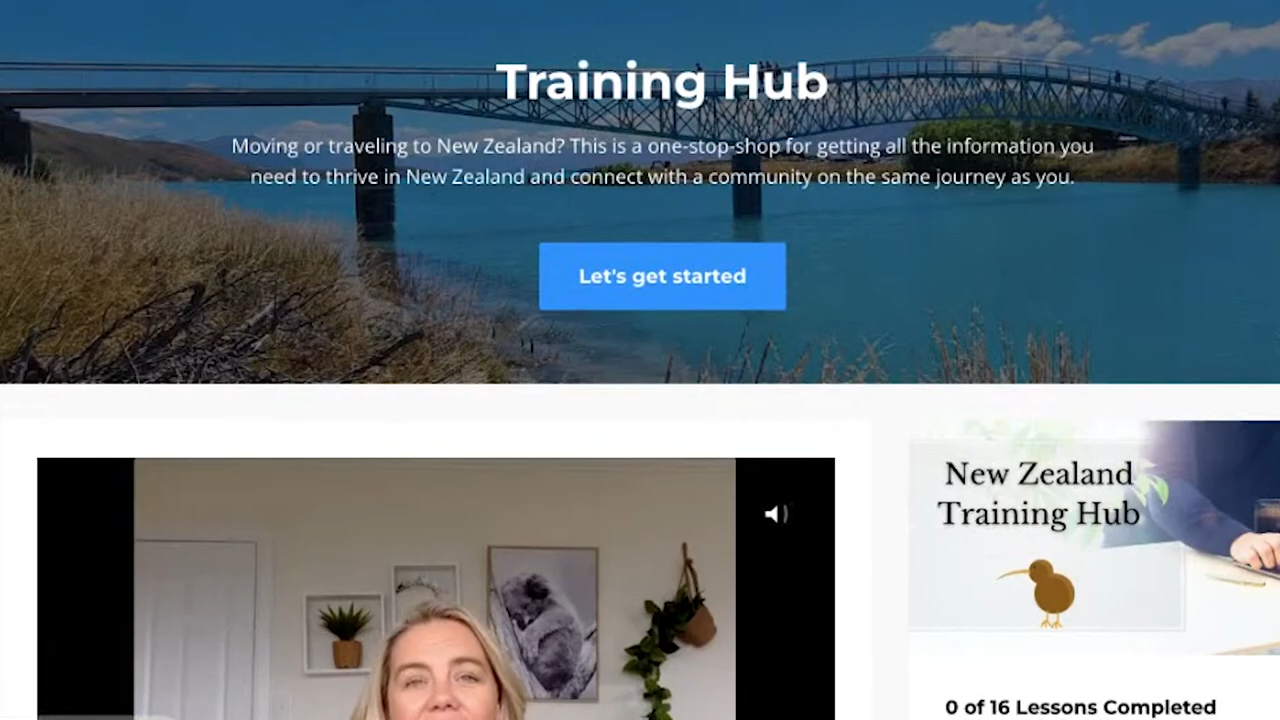 Training Hub
Moving or traveling to New Zealand? This is a one-stop-shop for getting all the information you
need to thrive in New Zealand and connect with a community on the same journey as you.
Let's get started
New Zealand
Training Hub
0 of 16 Lessons Completed